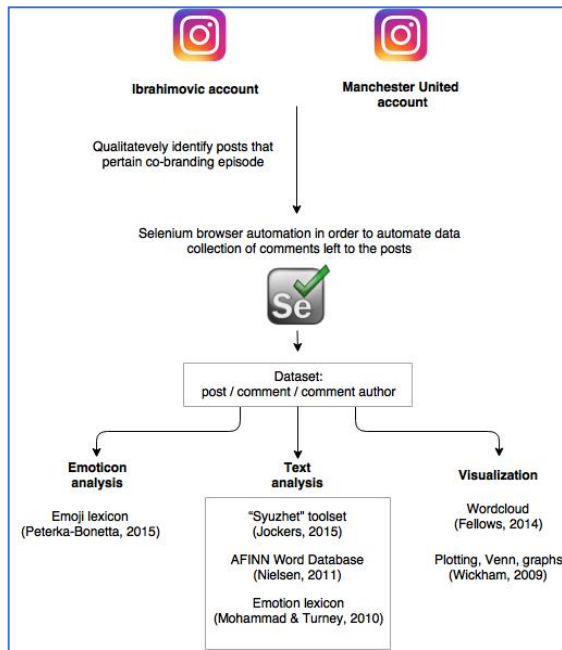 Ibrahimovic account
Manchester United
account
Qualitatevely identify posts that
pertain co-branding episode
Selenium browser automation in order to automate data
collection of comments left to the posts
Se
Dataset:
post / comment / comment author
Emoticon
analysis
Emoji lexicon
(Peterka-Bonetta, 2015)
Text
analysis
“Syuzhet” toolset
(Jockers, 2015)
AFINN Word Database
(Nielsen, 2011)
Emotion lexicon
(Mohammad & Turney, 2010)
Visualization
Wordcloud
(Fellows, 2014)
Plotting, Venn, graphs
(Wickham, 2009)